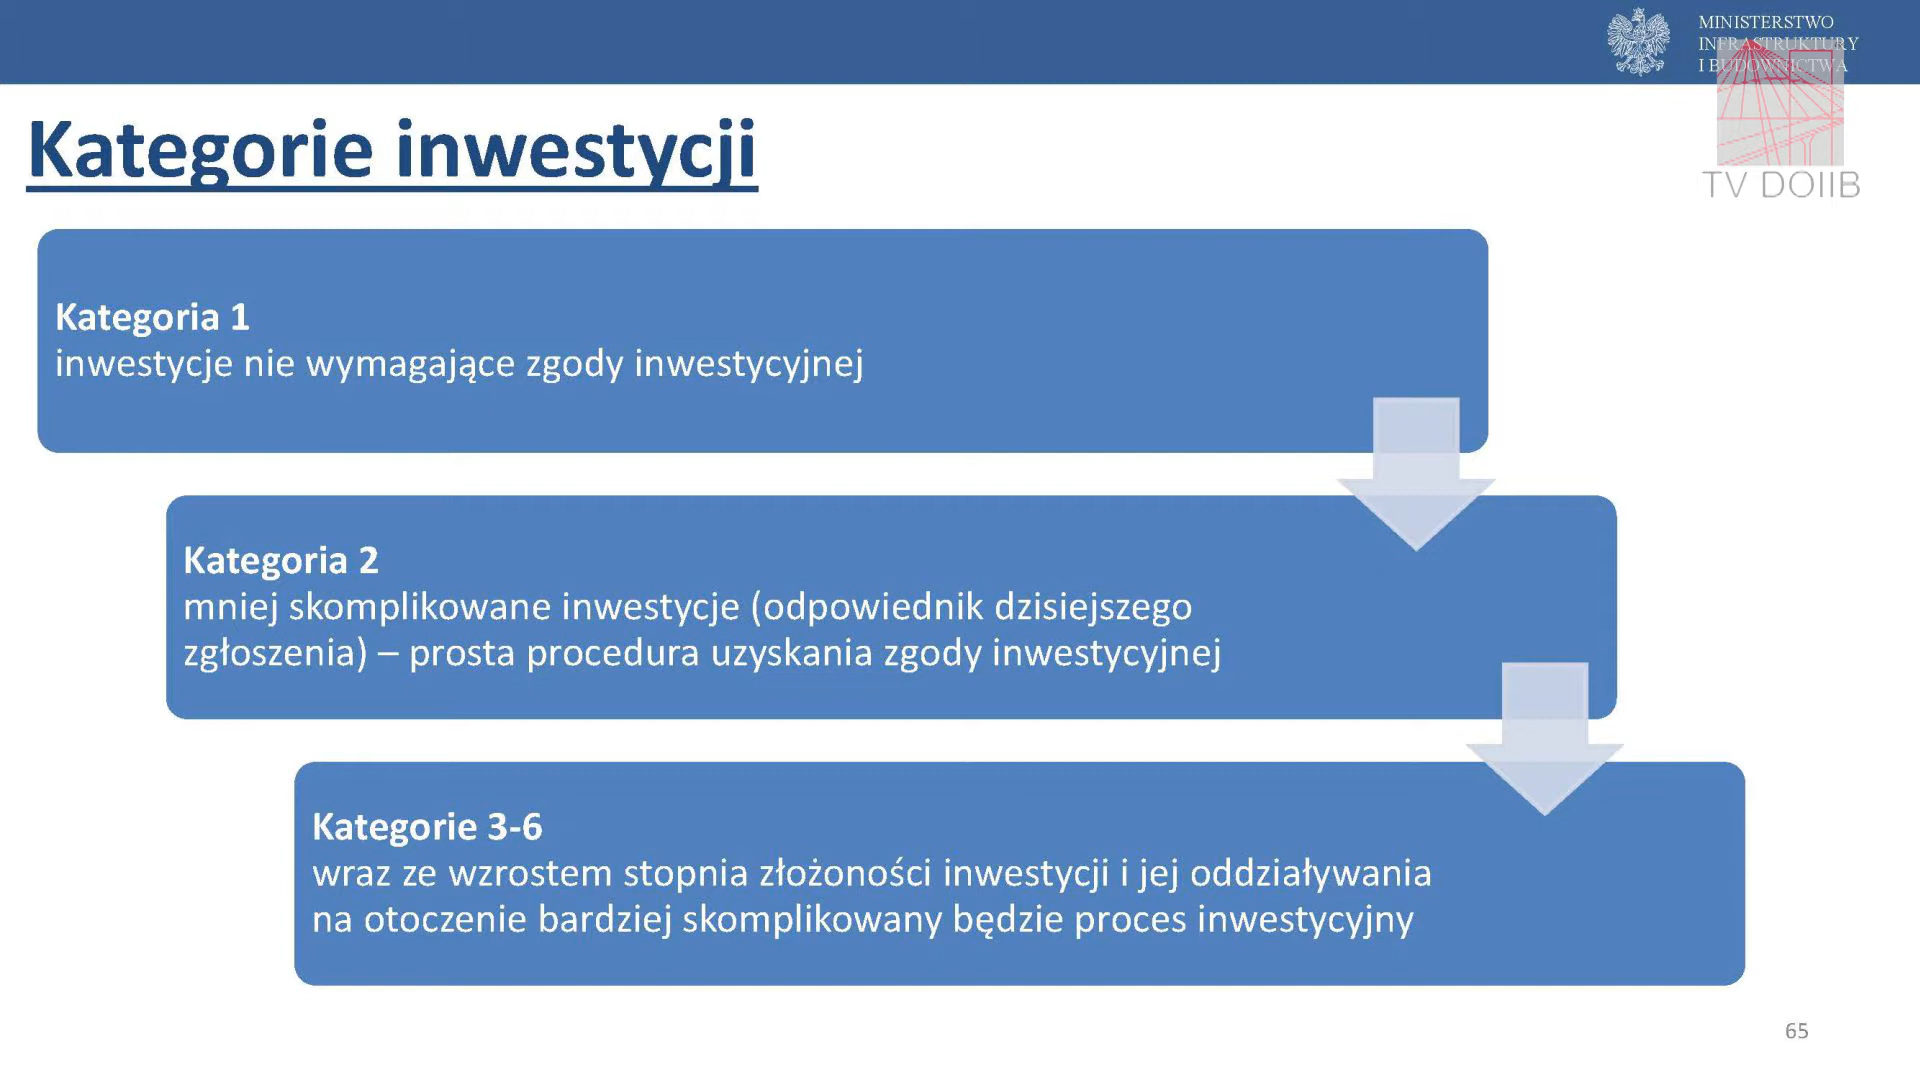 MINISTERSTWO
INFRASTRUKTURY
I BUDOWNICTWA
TV DOIIB
Kategorie inwestycji
Kategoria 1
inwestycje nie wymagające zgody inwestycyjnej
Kategoria 2
mniej skomplikowane inwestycje (odpowiednik dzisiejszego
zgłoszenia) – prosta procedura uzyskania zgody inwestycyjnej
Kategorie 3-6
wraz ze wzrostem stopnia złożoności inwestycji i jej oddziaływania
na otoczenie bardziej skomplikowany będzie proces inwestycyjny
65